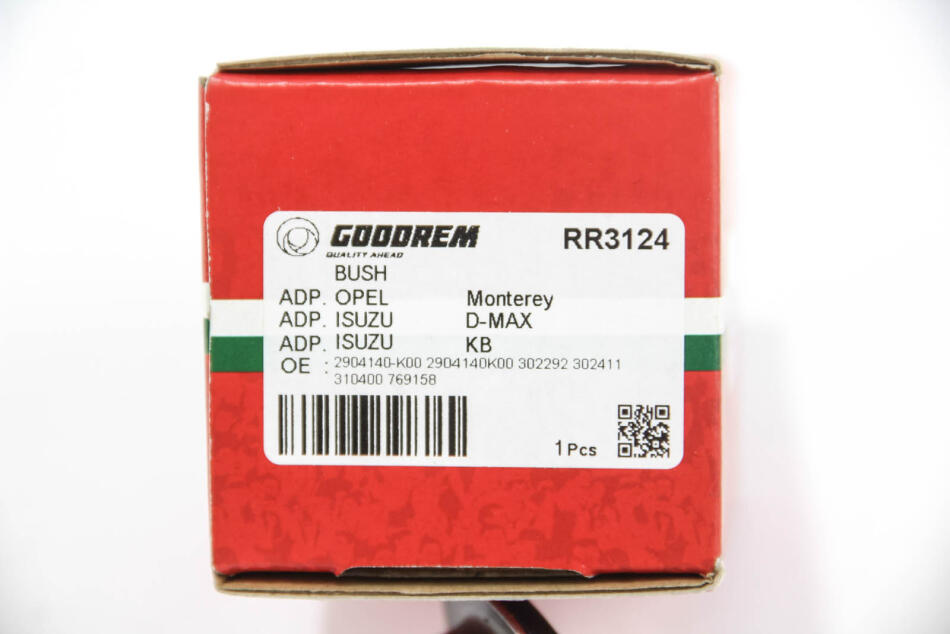 GOODREM RR3124
QUALITY AHEAD
BUSH
ADP. OPEL Monterey
ADP. ISUZU D-MAX
ADP. ISUZU KB
OE : 2904140-K00 2904140K00 302292 302411
310400 769158
1 Pcs